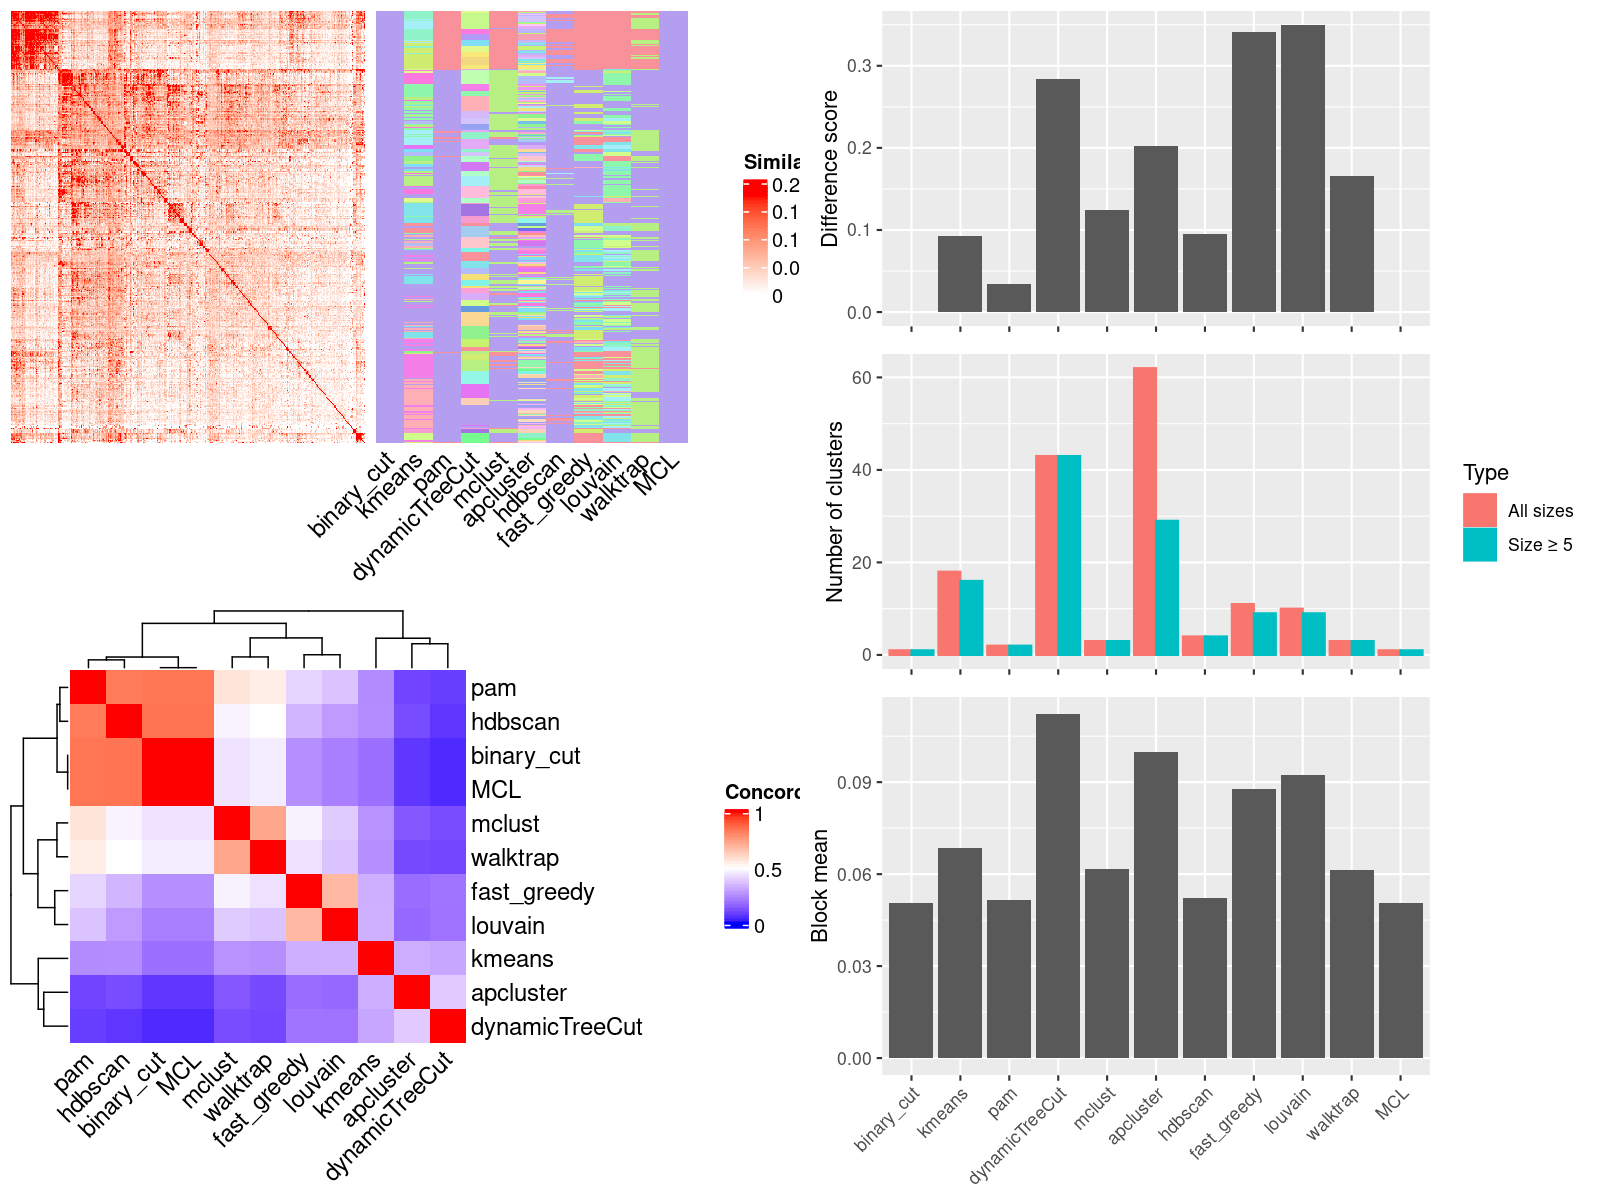 Simila
0.2
0.1
0.1
0.0
0
binary_cut
kmeans
pam
dynamicTreeCut
mclust
apcluster
hdbscan
fast_greedy
louvain
walktrap
MCL
pam
hdbscan
binary_cut
MCL
mclust
walktrap
fast_greedy
louvain
kmeans
apcluster
dynamicTreeCut
pam
hdbscan
binary_cut
MCL
mclust
walktrap
fast_greedy
louvain
kmeans
apcluster
dynamicTreeCut
Concord
1
0.5
0
Difference score
0.3
0.2
0.1
0.0
Number of clusters
60
40
20
0
Type
All sizes
Size ≥ 5
Block mean
0.09
0.06
0.03
0.00
binary_cut
kmeans
pam
dynamicTreeCut
mclust
apcluster
hdbscan
fast_greedy
louvain
walktrap
MCL